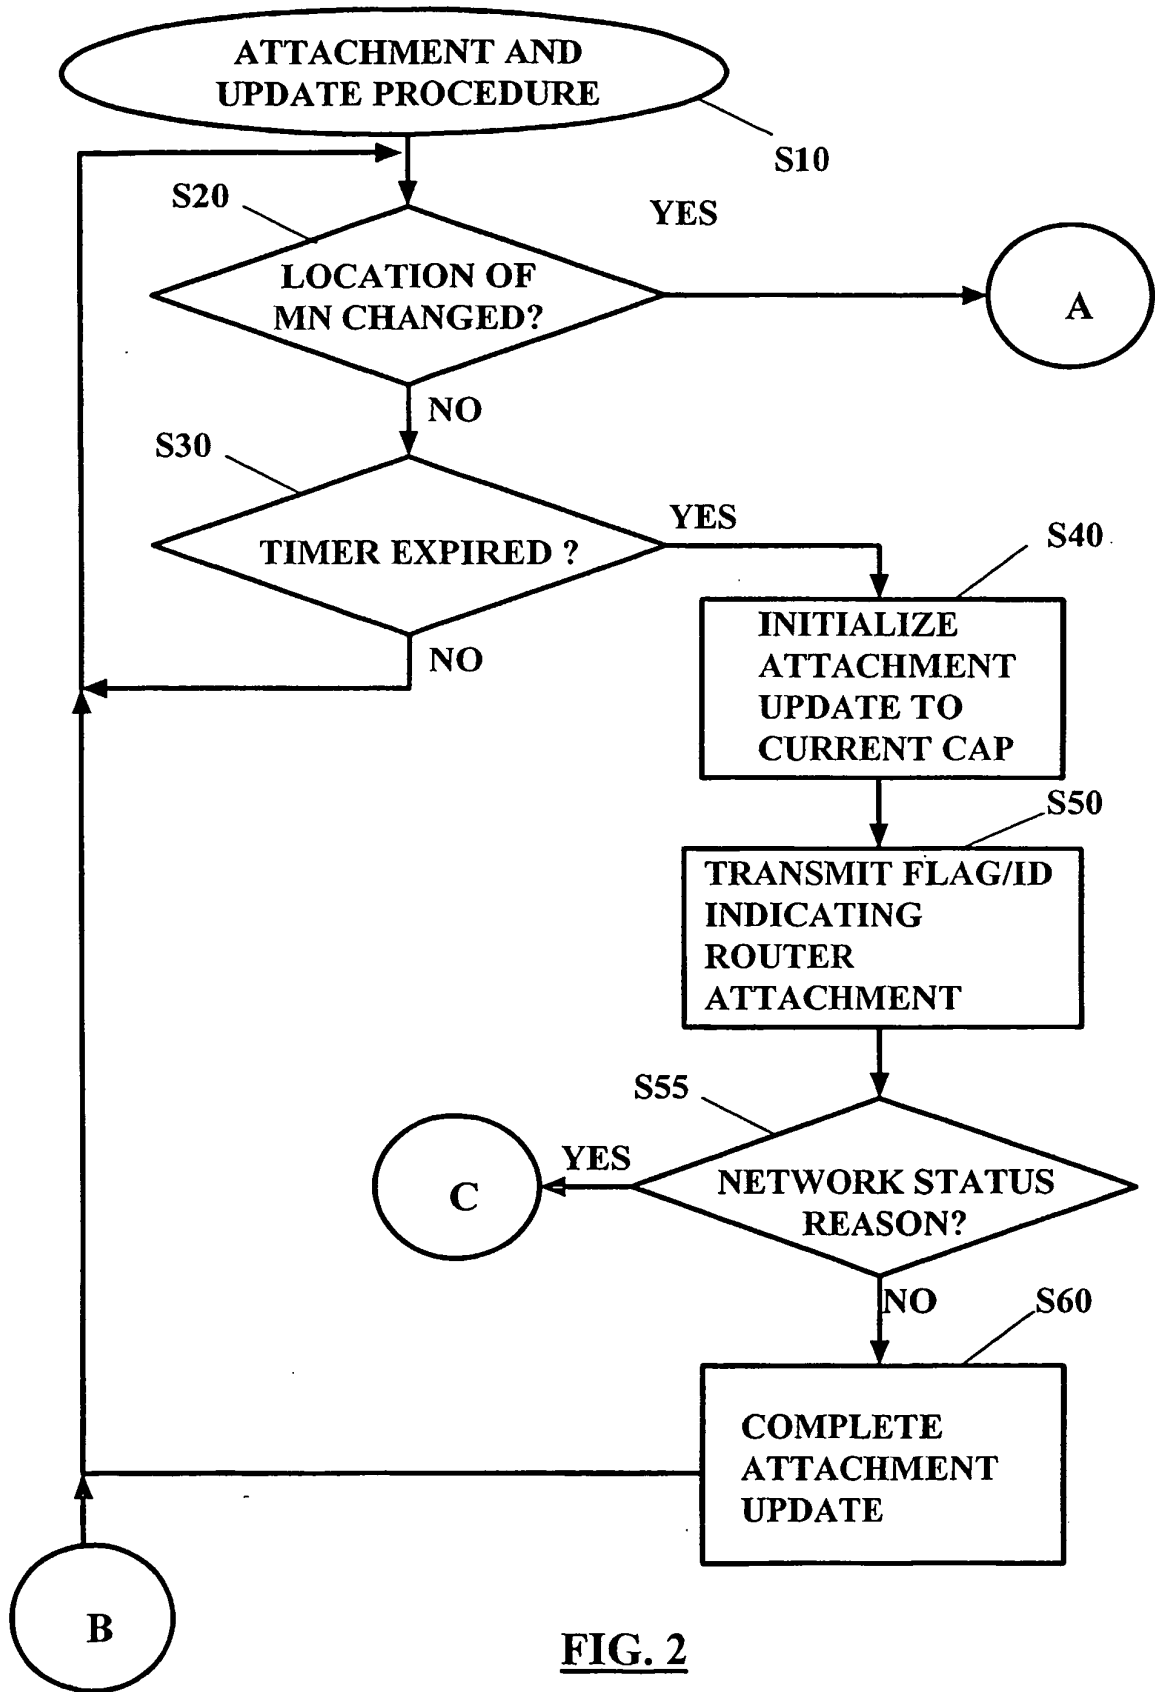 ATTACHMENT AND
UPDATE PROCEDURE
S10
S20
YES
LOCATION OF
MN CHANGED?
A
NO
S30
YES
TIMER EXPIRED ?
S40
NO
INITIALIZE
ATTACHMENT
UPDATE TO
CURRENT CAP
S50
TRANSMIT FLAG/ID
INDICATING
ROUTER
ATTACHMENT
S55
YES
C
NETWORK STATUS
REASON?
NO
S60
COMPLETE
ATTACHMENT
UPDATE
B
FIG. 2